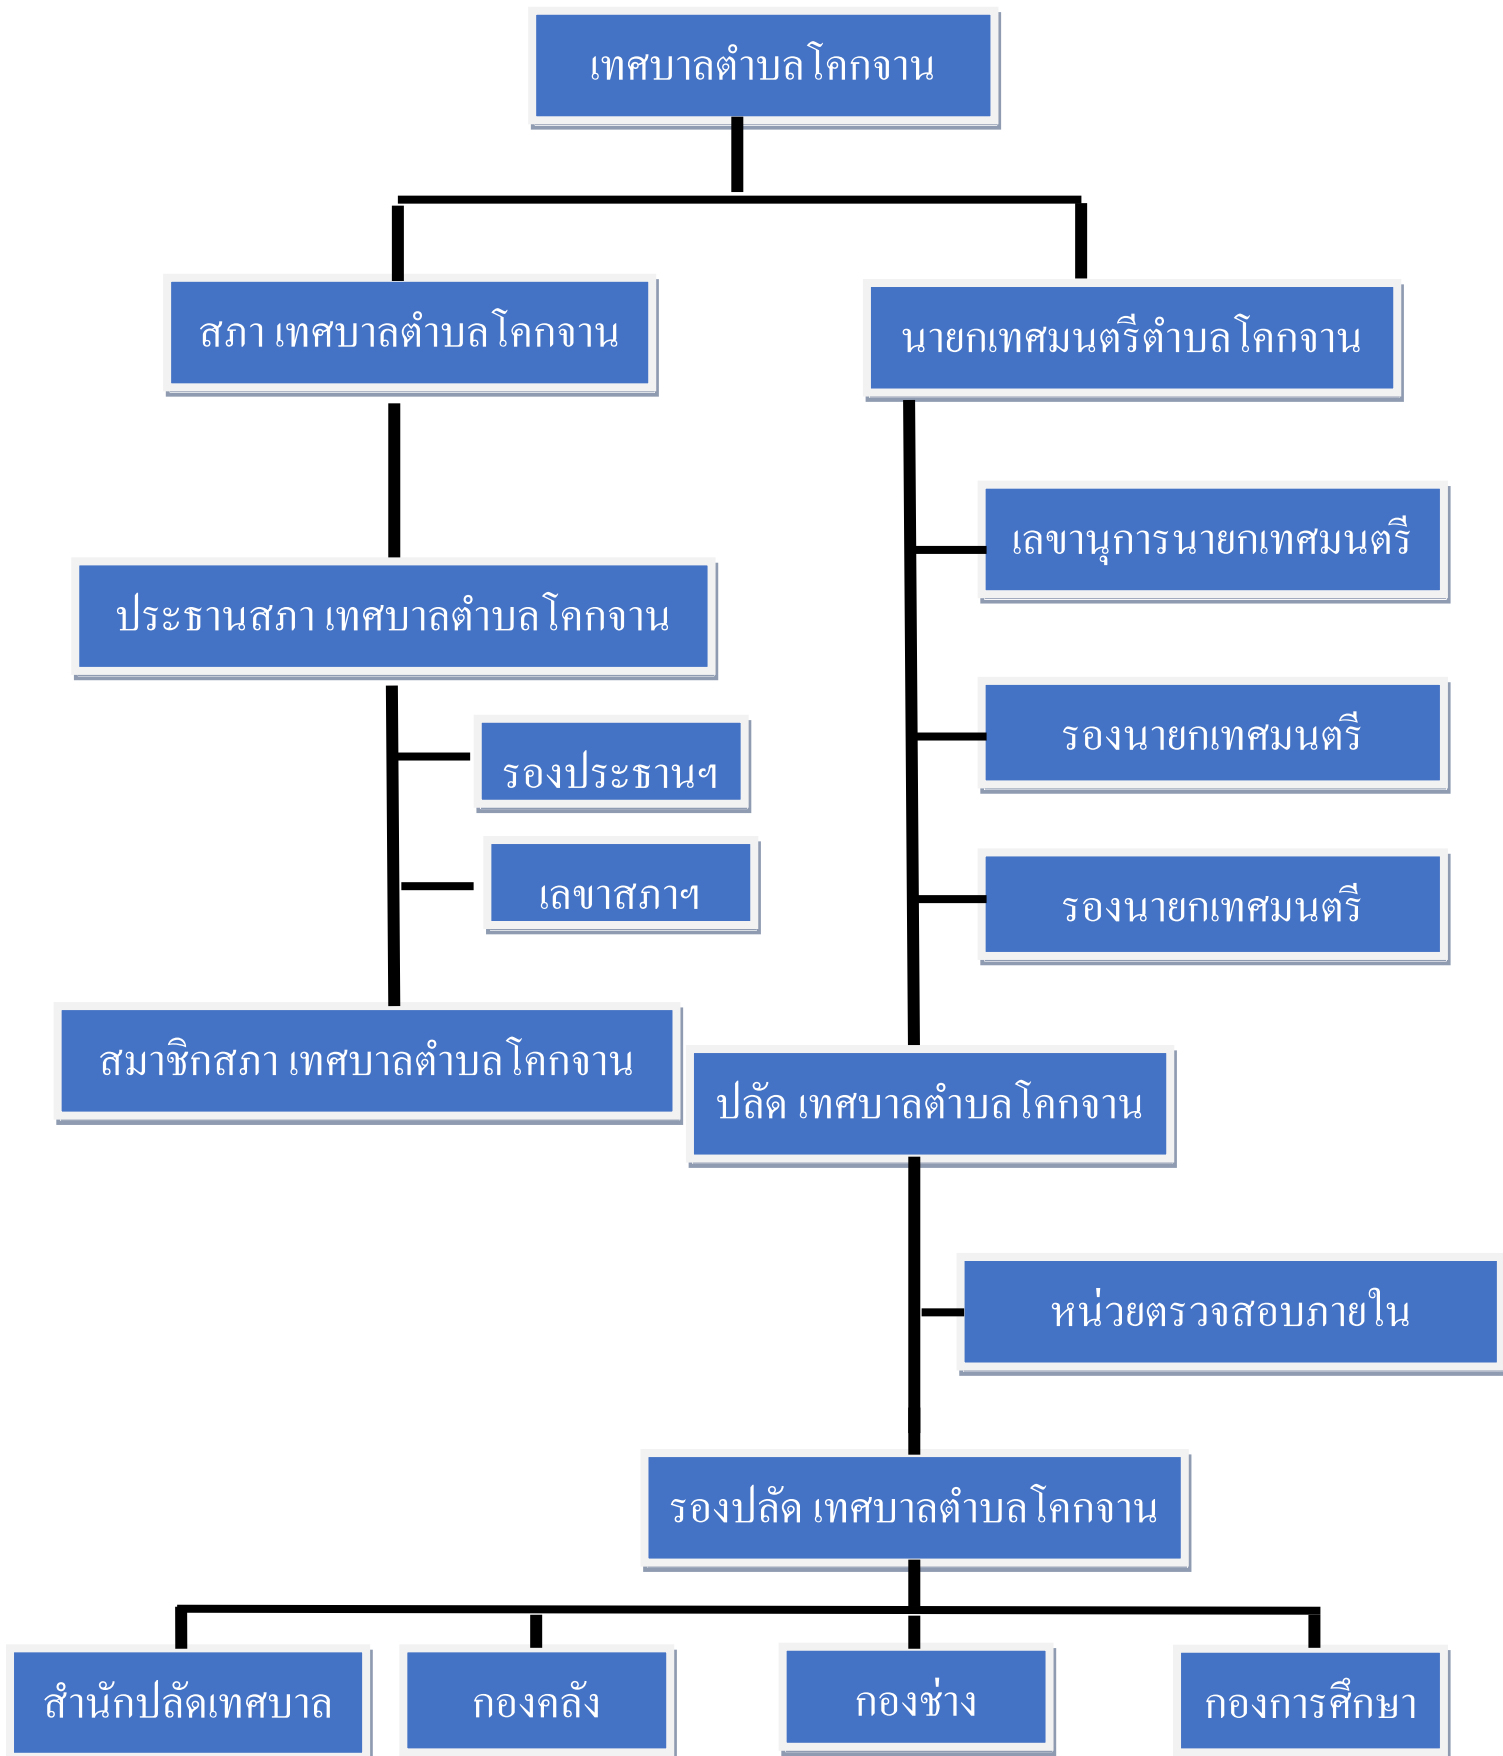 เทศบาลตำบลโคกจาน
สภา เทศบาลตำบลโคกจาน
นายกเทศมนตรีตำบลโคกจาน
เลขานุการนายกเทศมนตรี
ประธานสภา เทศบาลตำบลโคกจาน
รองนายกเทศมนตรี
รองประธานฯ
เลขาสภาฯ
รองนายกเทศมนตรี
สมาชิกสภา เทศบาลตำบลโคกจาน
ปลัด เทศบาลตำบลโคกจาน
หน่วยตรวจสอบภายใน
รองปลัด เทศบาลตำบลโคกจาน
สำนักปลัดเทศบาล
กองคลัง
กองช่าง
กองการศึกษา